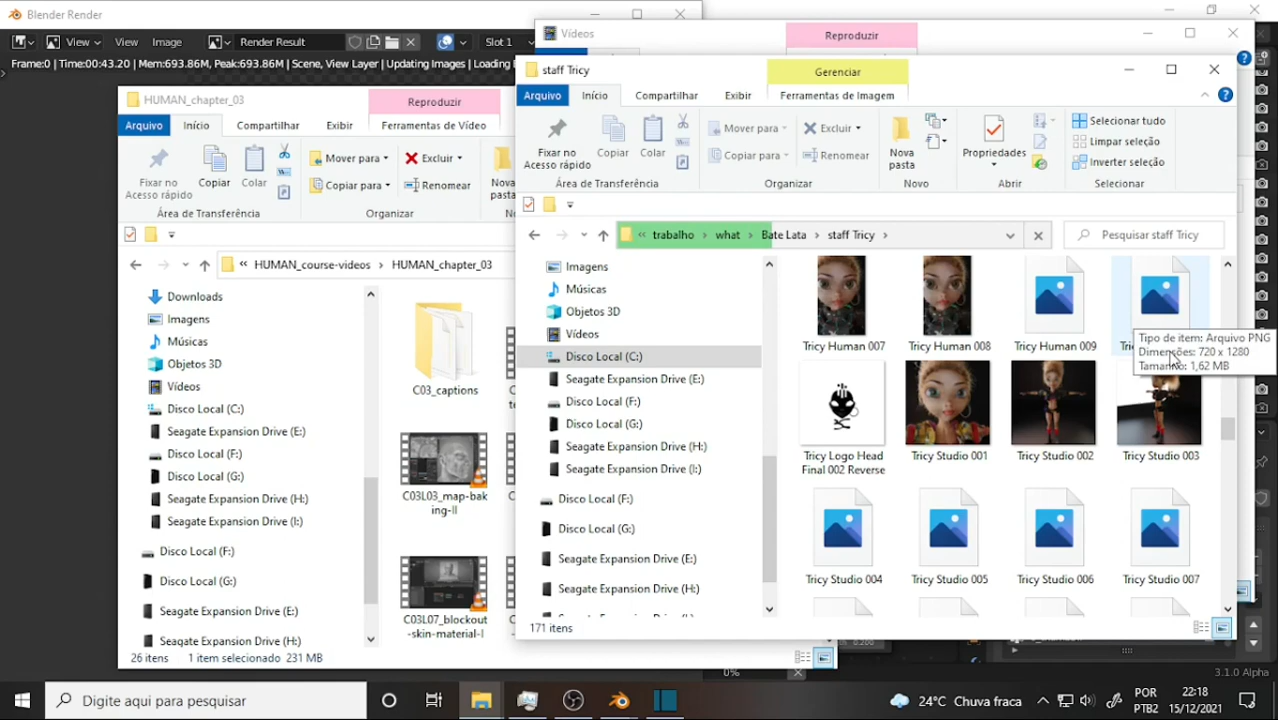 Blender Render
View
View
Image
Render Result
Slot 1
Frame:0 | Time:00:43.20 | Mem:693.86M, Peak:693.86M | Scene, View Layer | Updating Images | Loading
Vídeos
Reproduzir
HUMAN_chapter_03
Reproduzir
Arquivo
Início
Compartilhar
Exibir
Ferramentas de Vídeo
Fixar no
Acesso rápido
Copiar
Colar
Mover para
Copiar para
Excluir
Renomear
Nova
pasta
Área de Transferência
Organizar
« HUMAN_course-videos > HUMAN_chapter_03
Downloads
Imagens
Músicas
Objetos 3D
Vídeos
Disco Local (C:)
Seagate Expansion Drive (E:)
Disco Local (F:)
Disco Local (G:)
Seagate Expansion Drive (H:)
Seagate Expansion Drive (I:)
Disco Local (F:)
Disco Local (G:)
Seagate Expansion Drive (E:)
Seagate Expansion Drive (H:)
C03_captions
C03L03_map-bak
ing-II
C03L07_blockout
-skin-material-I
26 itens
1 item selecionado 231 MB
staff Tricy
Gerenciar
Arquivo
Início
Compartilhar
Exibir
Ferramentas de Imagem
Fixar no
Acesso rápido
Copiar
Colar
Mover para
Copiar para
Excluir
Renomear
Nova
pasta
Propriedades
Selecionar tudo
Limpar seleção
Inverter seleção
Área de Transferência
Organizar
Novo
Abrir
Selecionar
« trabalho > what > Bate Lata > staff Tricy >
Pesquisar staff Tricy
Imagens
Músicas
Objetos 3D
Vídeos
Disco Local (C:)
Seagate Expansion Drive (E:)
Disco Local (F:)
Disco Local (G:)
Seagate Expansion Drive (H:)
Seagate Expansion Drive (I:)
Disco Local (F:)
Disco Local (G:)
Seagate Expansion Drive (E:)
Seagate Expansion Drive (H:)
Tricy Human 007
Tricy Human 008
Tricy Human 009
Tipo de item: Arquivo PNG
Dimensões: 720 x 1280
Tamanho: 1,62 MB
Tricy Logo Head
Final 002 Reverse
Tricy Studio 001
Tricy Studio 002
Tricy Studio 003
Tricy Studio 004
Tricy Studio 005
Tricy Studio 006
Tricy Studio 007
171 itens
0.200
0%
3.1.0 Alpha
Digite aqui para pesquisar
24°C Chuva fraca
POR
PTB2
22:18
15/12/2021